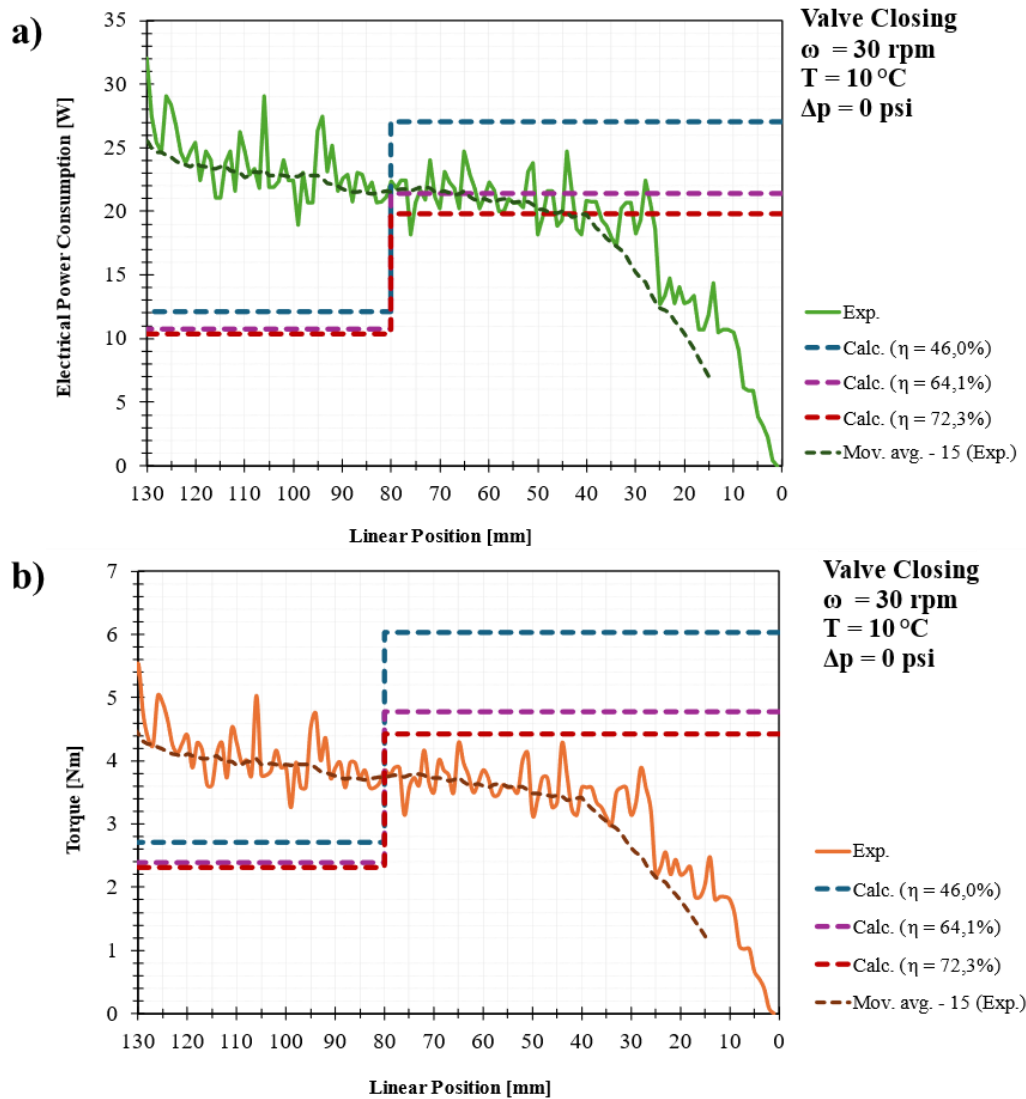 a)
Valve Closing
ω = 30 rpm
T = 10 °C
Δp = 0 psi
Electrical Power Consumption [W]
35
30
25
20
15
10
5
0
130 120 110 100 90 80 70 60 50 40 30 20 10 0
Linear Position [mm]
Exp.
Calc. (η = 46,0%)
Calc. (η = 64,1%)
Calc. (η = 72,3%)
Mov. avg. - 15 (Exp.)
b)
Valve Closing
ω = 30 rpm
T = 10 °C
Δp = 0 psi
Torque [Nm]
7
6
5
4
3
2
1
0
130 120 110 100 90 80 70 60 50 40 30 20 10 0
Linear Position [mm]
Exp.
Calc. (η = 46,0%)
Calc. (η = 64,1%)
Calc. (η = 72,3%)
Mov. avg. - 15 (Exp.)